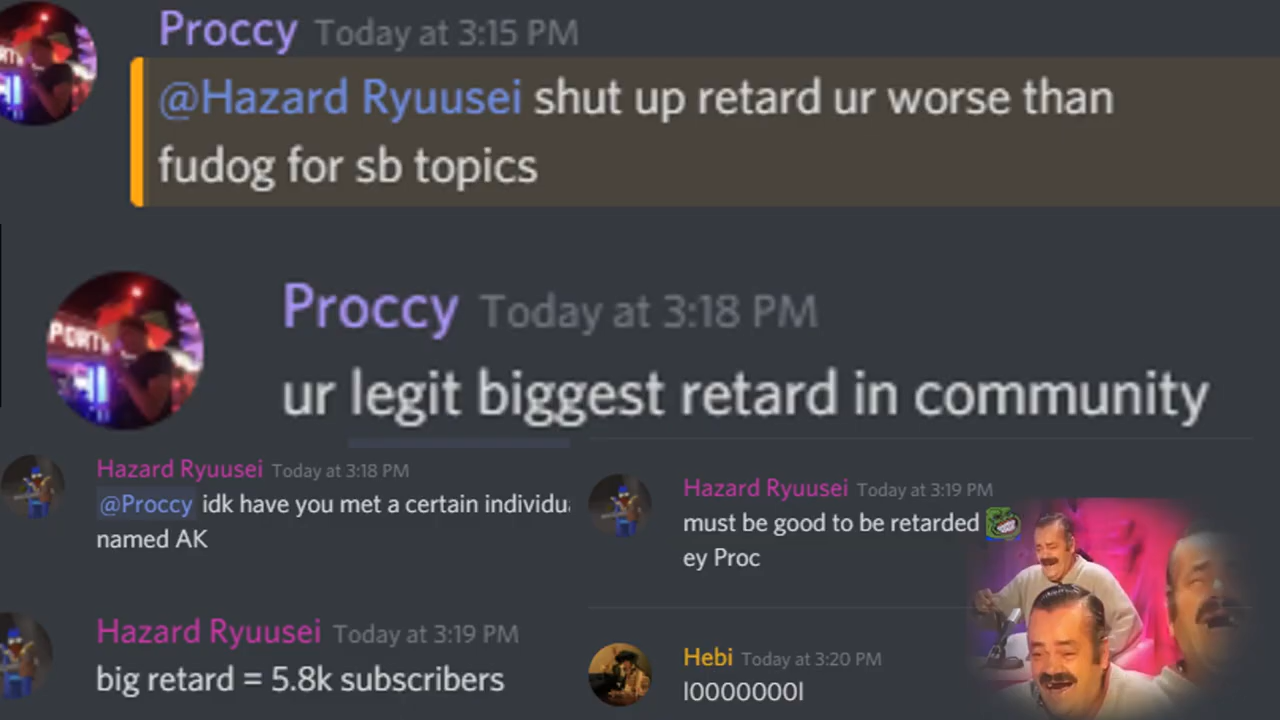 Proccy Today at 3:15 PM
@Hazard Ryuusei shut up retard ur worse than
fudog for sb topics
PORT
Proccy Today at 3:18 PM
ur legit biggest retard in community
Hazard Ryuusei Today at 3:18 PM
@Proccy idk have you met a certain individu
named AK
Hazard Ryuusei Today at 3:19 PM
big retard = 5.8k subscribers
Hazard Ryuusei Today at 3:19 PM
must be good to be retarded
ey Proc
Hebi Today at 3:20 PM
l0000000l